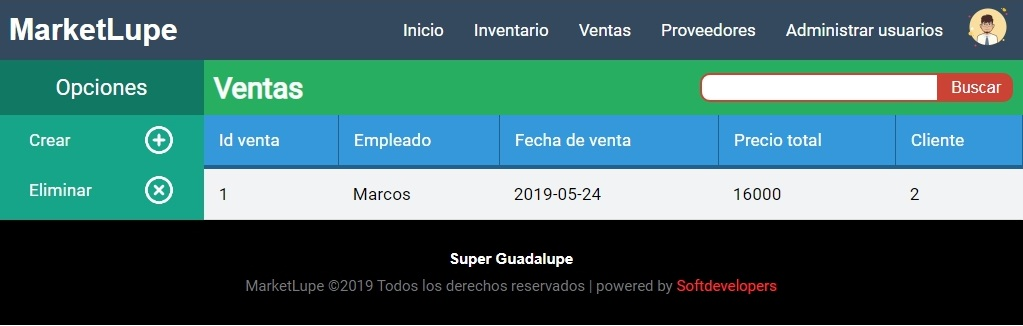 MarketLupe Inicio Inventario Ventas Proveedores Administrar usuarios
Opciones Ventas Buscar
Crear Id venta Empleado Fecha de venta Precio total Cliente
Eliminar 1 Marcos 2019-05-24 16000 2
Super Guadalupe
MarketLupe ©2019 Todos los derechos reservados | powered by Softdevelopers